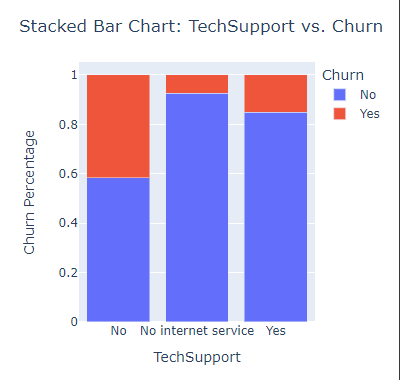 Stacked Bar Chart: TechSupport vs. Churn
Churn
No
Yes
Churn Percentage
1
0.8
0.6
0.4
0.2
0
No
No internet service
Yes
TechSupport